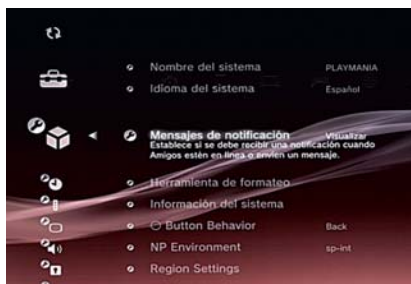 Nombre del sistema PLAYMANIA
Idioma del sistema Español
Mensajes de notificación Visualizar
Establece si se debe recibir una notificación cuando
Amigos estén en línea o envíen un mensaje.
Herramienta de formateo
Información del sistema
Button Behavior Back
NP Environment sp-int
Region Settings